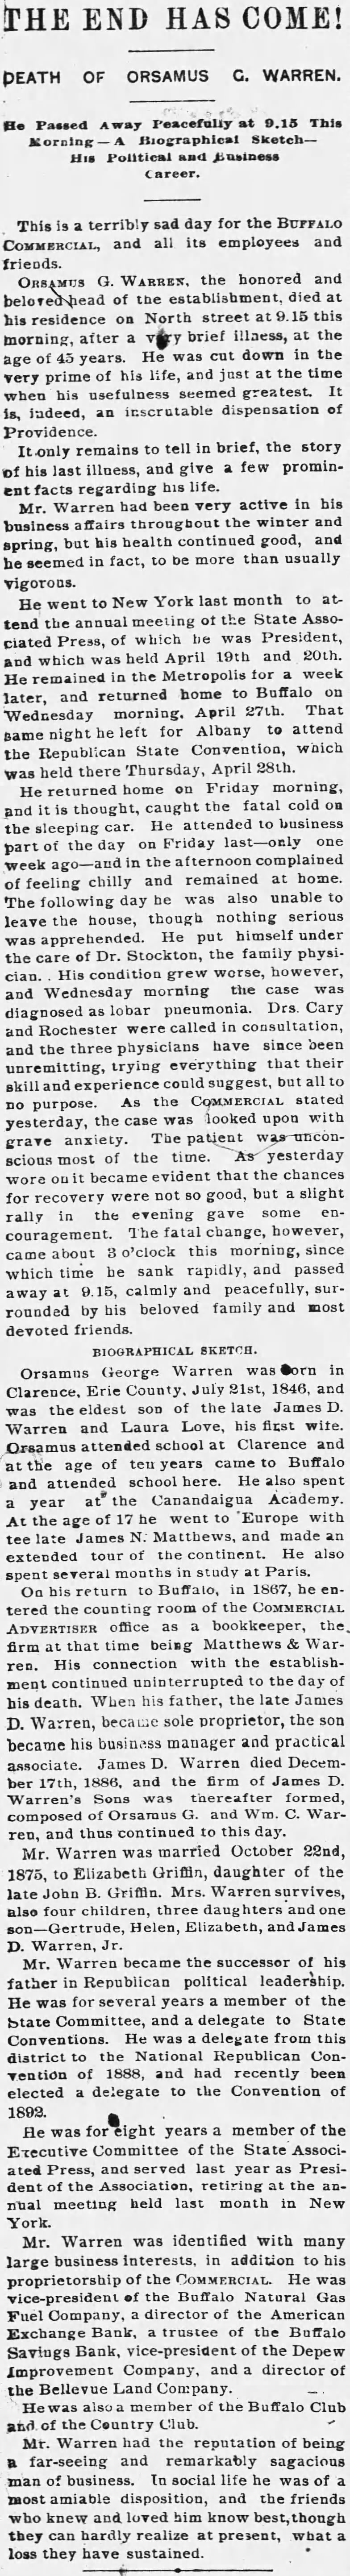 THE END HAS COME!
DEATH OF ORSAMUS G. WARREN.
He Passed Away Peacefully at 9.15 This
Morning—A Biographical Sketch—
His Political and Business
Career.
This is a terribly sad day for the BUFFALO
COMMERCIAL, and all its employees and
friends.
ORSAMUS G. WARREN, the honored and
beloved head of the establishment, died at
his residence on North street at 9.15 this
morning, after a very brief illness, at the
age of 45 years. He was cut down in the
very prime of his life, and just at the time
when his usefulness seemed greatest. It
is, indeed, an inscrutable dispensation of
Providence.
It only remains to tell in brief, the story
of his last illness, and give a few promin-
ent facts regarding his life.
Mr. Warren had been very active in his
business affairs throughout the winter and
spring, but his health continued good, and
he seemed in fact, to be more than usually
vigorous.
He went to New York last month to at-
tend the annual meeting of the State Asso-
ciated Press, of which he was President,
and which was held April 19th and 20th.
He remained in the Metropolis for a week
later, and returned home to Buffalo on
Wednesday morning, April 27th. That
same night he left for Albany to attend
the Republican State Convention, which
was held there Thursday, April 28th.
He returned home on Friday morning,
and it is thought, caught the fatal cold on
the sleeping car. He attended to business
part of the day on Friday last—only one
week ago—and in the afternoon complained
of feeling chilly and remained at home.
The following day he was also unable to
leave the house, though nothing serious
was apprehended. He put himself under
the care of Dr. Stockton, the family physi-
cian. . His condition grew worse, however,
and Wednesday morning the case was
diagnosed as lobar pneumonia. Drs. Cary
and Rochester were called in consultation,
and the three physicians have since been
unremitting, trying everything that their
skill and experience could suggest, but all to
no purpose. As the COMMERCIAL stated
yesterday, the case was looked upon with
grave anxiety. The patient was uncon-
scious most of the time. As yesterday
wore on it became evident that the chances
for recovery were not so good, but a slight
rally in the evening gave some en-
couragement. The fatal change, however,
came about 3 o'clock this morning, since
which time he sank rapidly, and passed
away at 9.15, calmly and peacefully, sur-
rounded by his beloved family and most
devoted friends.
BIOGRAPHICAL SKETCH.
Orsamus George Warren was born in
Clarence, Erie County, July 21st, 1846, and
was the eldest son of the late James D.
Warren and Laura Love, his first wife.
Orsamus attended school at Clarence and
at the age of ten years came to Buffalo
and attended school here. He also spent
a year at the Canandaigua Academy.
At the age of 17 he went to Europe with
tee late James N. Matthews, and made an
extended tour of the continent. He also
spent several months in study at Paris.
On his return to Buffalo, in 1867, he en-
tered the counting room of the COMMERCIAL
ADVERTISER office as a bookkeeper, the
firm at that time being Matthews & War-
ren. His connection with the establish-
ment continued uninterrupted to the day of
his death. When his father, the late James
D. Warren, became sole proprietor, the son
became his business manager and practical
associate. James D. Warren died Decem-
ber 17th, 1886, and the firm of James D.
Warren's Sons was thereafter formed,
composed of Orsamus G. and Wm. C. War-
ren, and thus continued to this day.
Mr. Warren was married October 22nd,
1875, to Elizabeth Griffin, daughter of the
late John B. Griffin. Mrs. Warren survives,
also four children, three daughters and one
son—Gertrude, Helen, Elizabeth, and James
D. Warren, Jr.
Mr. Warren became the successor of his
father in Republican political leadership.
He was for several years a member of the
State Committee, and a delegate to State
Conventions. He was a delegate from this
district to the National Republican Con-
vention of 1888, and had recently been
elected a delegate to the Convention of
1892.
He was for eight years a member of the
Executive Committee of the State Associ-
ated Press, and served last year as Presi-
dent of the Association, retiring at the an-
nual meeting held last month in New
York.
Mr. Warren was identified with many
large business interests, in addition to his
proprietorship of the COMMERCIAL. He was
vice-president of the Buffalo Natural Gas
Fuel Company, a director of the American
Exchange Bank, a trustee of the Buffalo
Savings Bank, vice-president of the Depew
Improvement Company, and a director of
the Bellevue Land Company.
He was also a member of the Buffalo Club
and of the Country Club.
Mr. Warren had the reputation of being
a far-seeing and remarkably sagacious
man of business. In social life he was of a
most amiable disposition, and the friends
who knew and loved him know best, though
they can hardly realize at present, what a
loss they have sustained.